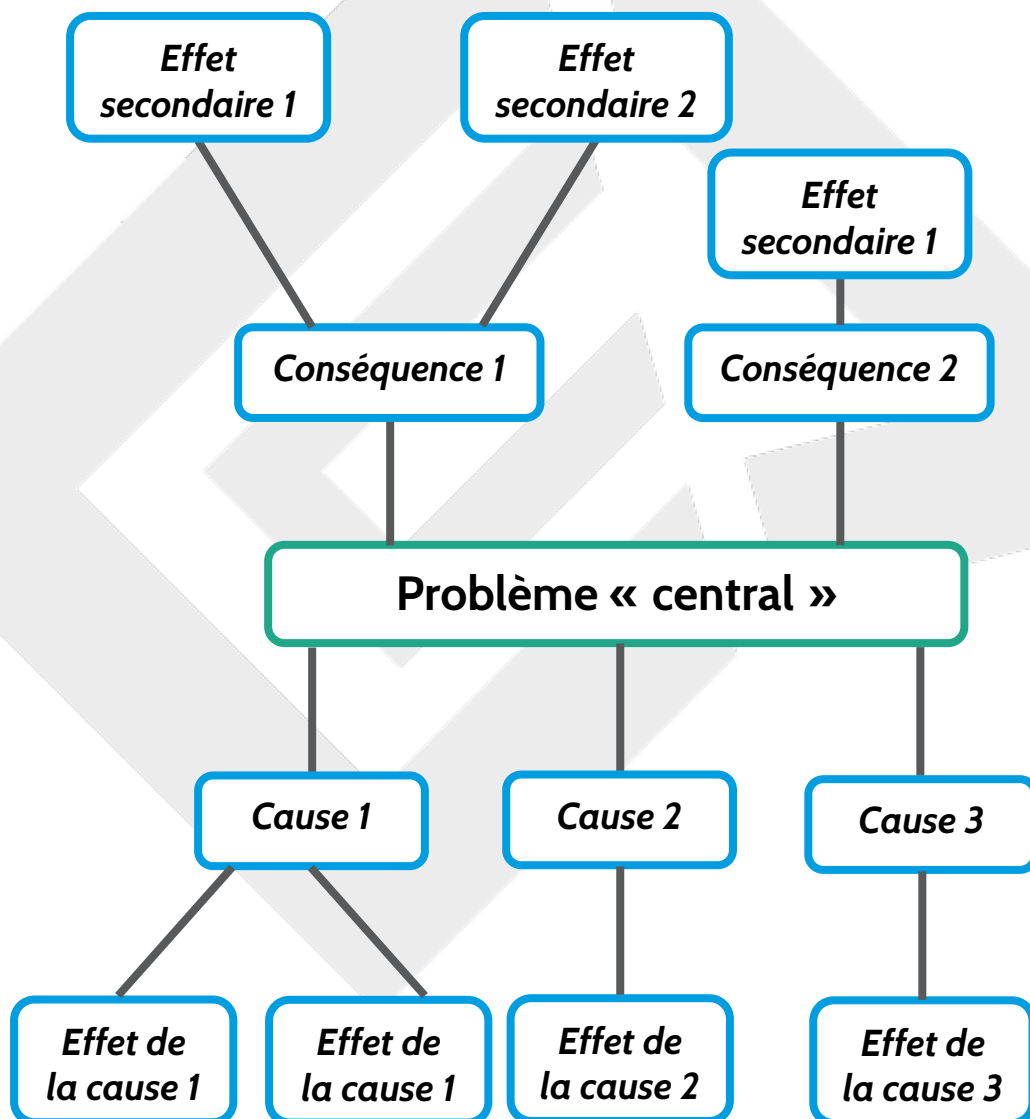 Effet
secondaire 1
Effet
secondaire 2
Effet
secondaire 1
Conséquence 1
Conséquence 2
Problème « central »
Cause 1
Cause 2
Cause 3
Effet de
la cause 1
Effet de
la cause 1
Effet de
la cause 2
Effet de
la cause 3